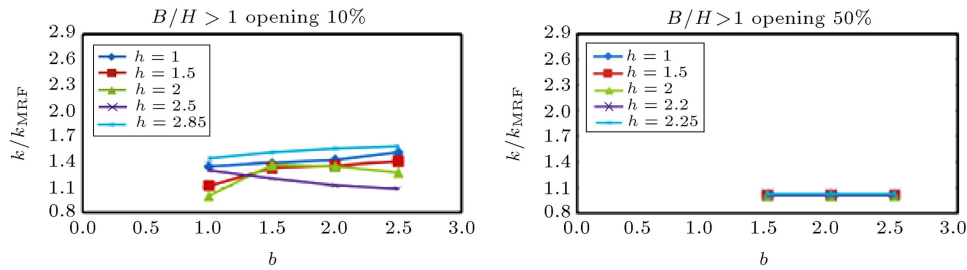 B/H > 1 opening 10%
2.9
2.6
2.3
2.0
1.7
1.4
1.1
0.8
k/kMRF
h = 1
h = 1.5
h = 2
h = 2.5
h = 2.85
0.0 0.5 1.0 1.5 2.0 2.5 3.0
b
B/H>1 opening 50%
2.9
2.6
2.3
2.0
1.7
1.4
1.1
0.8
k/kMRF
h = 1
h = 1.5
h = 2
h = 2.2
h = 2.25
0.0 0.5 1.0 1.5 2.0 2.5 3.0
b